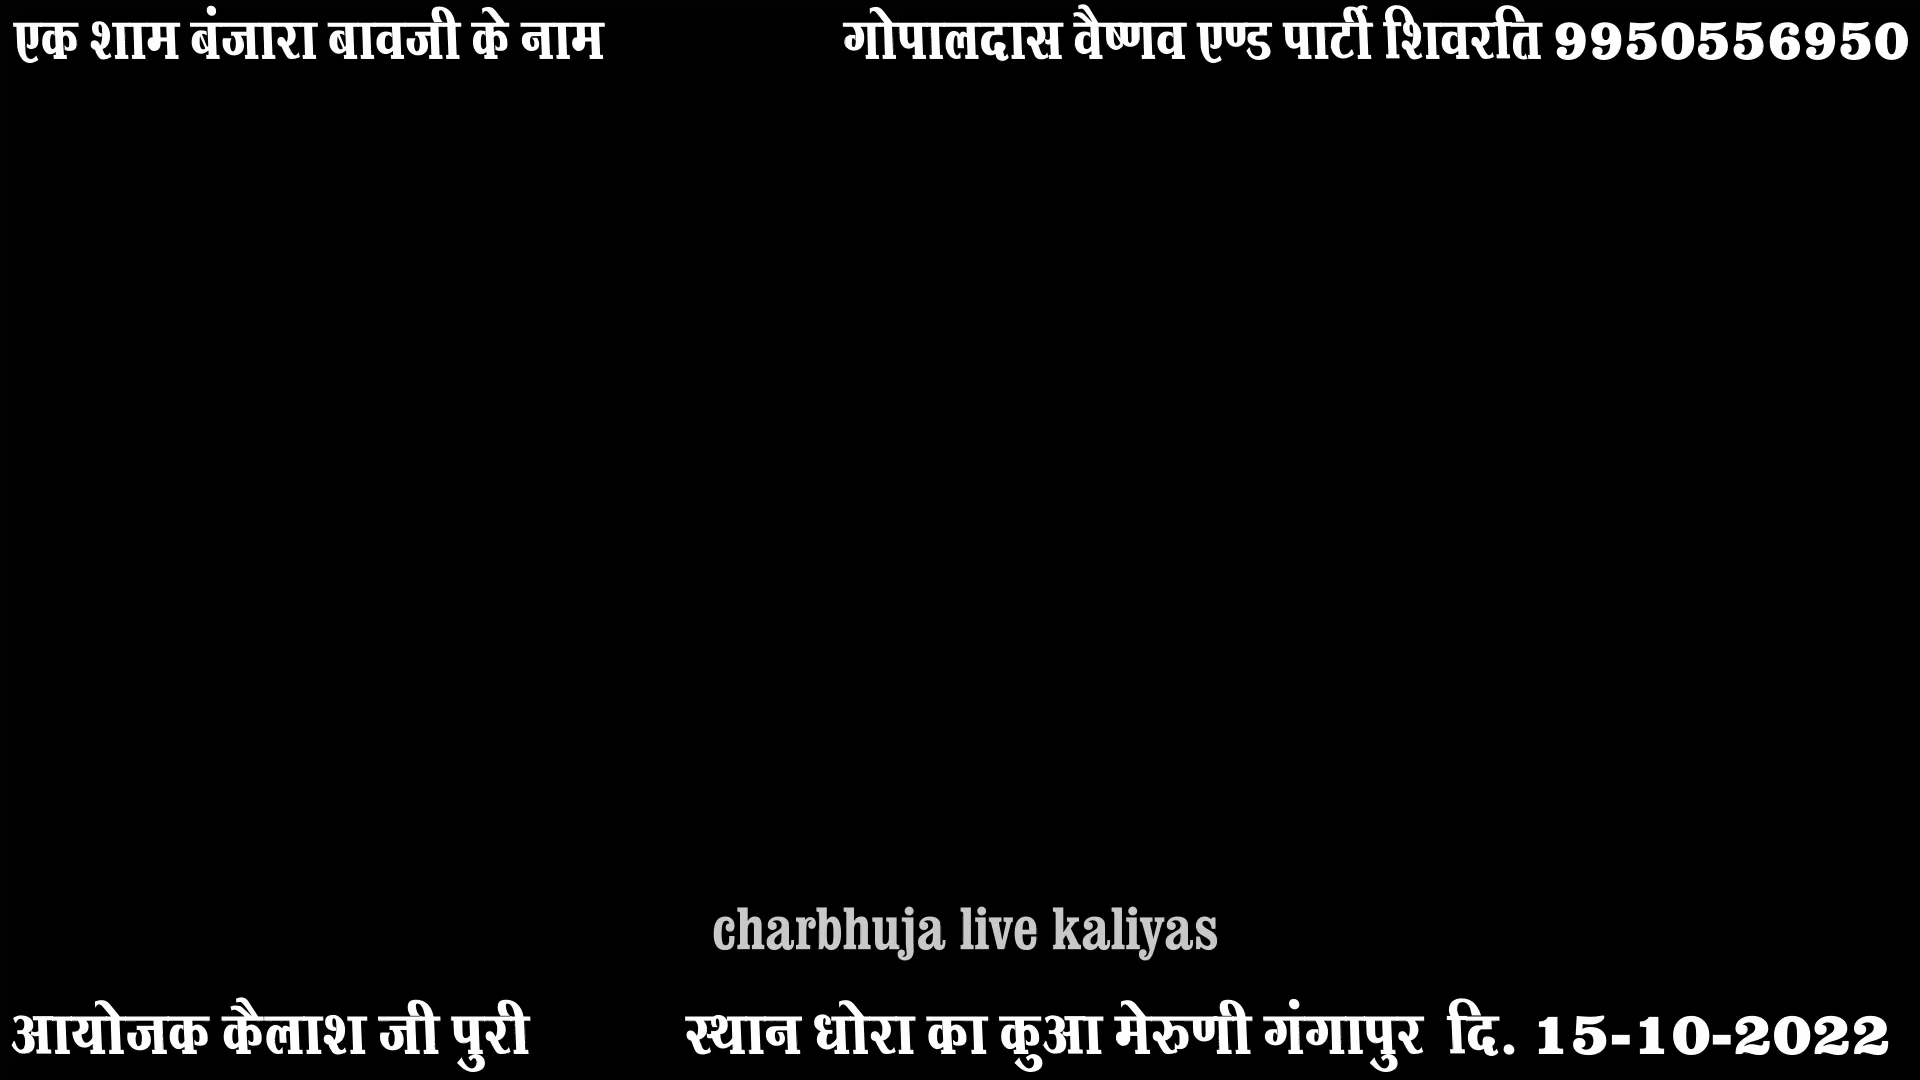 एक शाम बंजारा बावजी के नाम
गोपालदास वैष्णव एण्ड पार्टी शिवरति 9950556950
charbhuja live kaliyas
आयोजक कैलाश जी पुरी
स्थान धोरा का कुआ मेरुणी गंगापुर दि. 15-10-2022